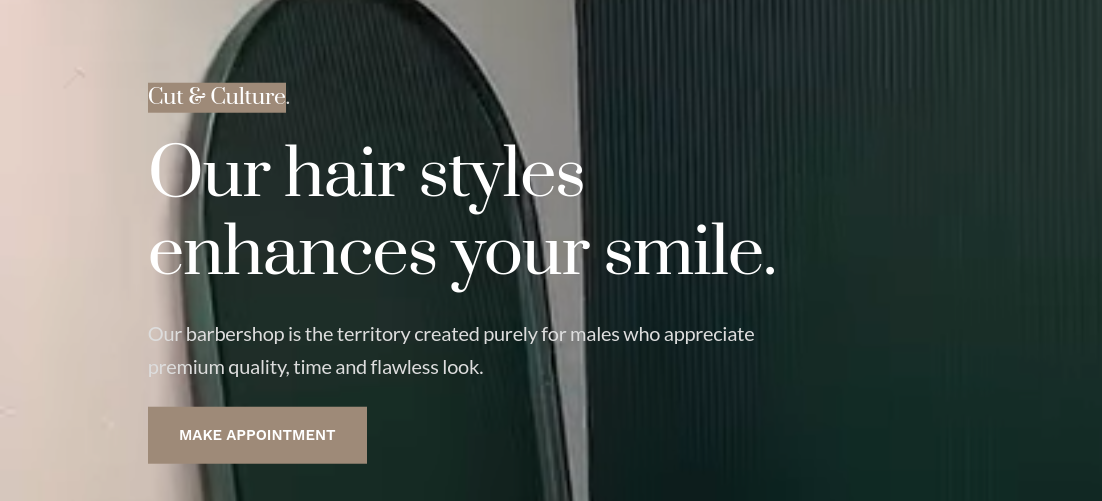 Cut & Culture.
Our hair styles
enhances your smile.
Our barbershop is the territory created purely for males who appreciate
premium quality, time and flawless look.
MAKE APPOINTMENT